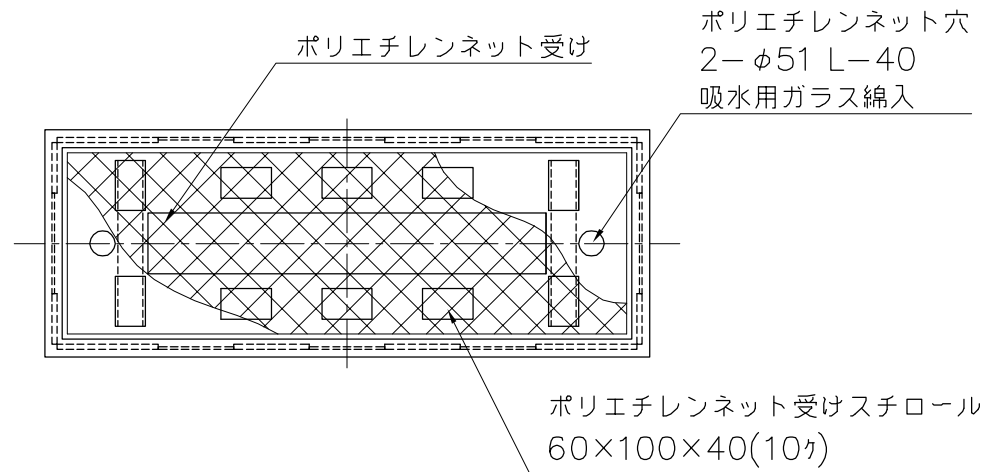 ポリエチレンネット受け
ポリエチレンネット穴
2-φ51 L-40
吸水用ガラス綿入
ポリエチレンネット受けスチロール
60×100×40(10ヶ)